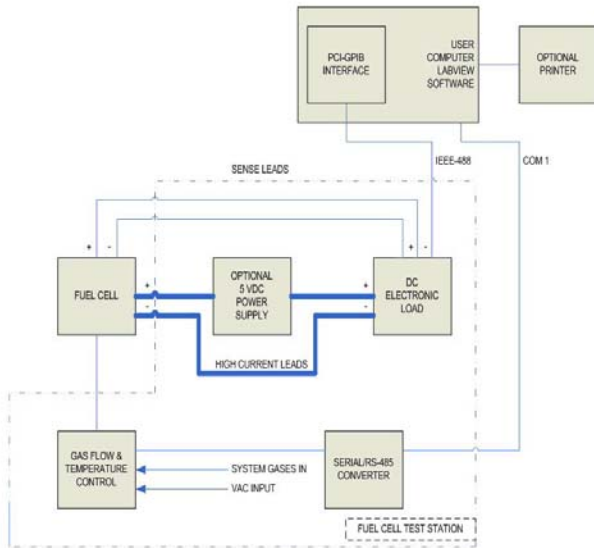 PCI-GPIB
INTERFACE
USER
COMPUTER
LABVIEW
SOFTWARE
OPTIONAL
PRINTER
IEEE-488
COM 1
SENSE LEADS
+ -
+ -
FUEL CELL
+
-
OPTIONAL
5 VDC
POWER
SUPPLY
+
-
DC
ELECTRONIC
LOAD
HIGH CURRENT LEADS
GAS FLOW &
TEMPERATURE
CONTROL
SYSTEM GASES IN
VAC INPUT
SERIAL/RS-485
CONVERTER
FUEL CELL TEST STATION